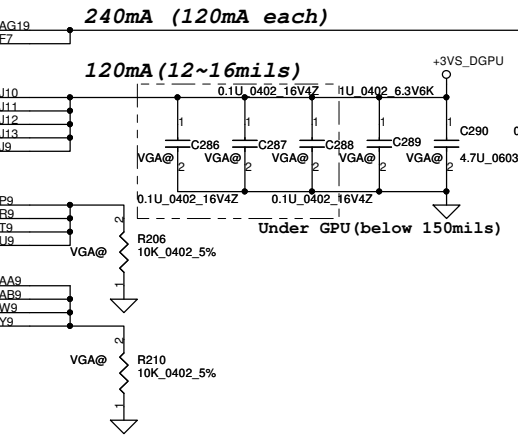 240mA (120mA each)
AG19
F7
+3VS_DGPU
120mA(12~16mils)
0.1U_0402_16V4Z
1U_0402_6.3V6K
J10
J11
J12
J13
J9
1
1
1
1
1
C286
C287
C288
C289
C290
VGA@
VGA@
VGA@
VGA@
VGA@
4.7U_0603
2
2
2
2
2
0.1U_0402_16V4Z
0.1U_0402_16V4Z
Under GPU(below 150mils)
P9
R9
T9
U9
2
VGA@
R206
10K_0402_5%
1
AA9
AB9
W9
Y9
2
VGA@
R210
10K_0402_5%
1